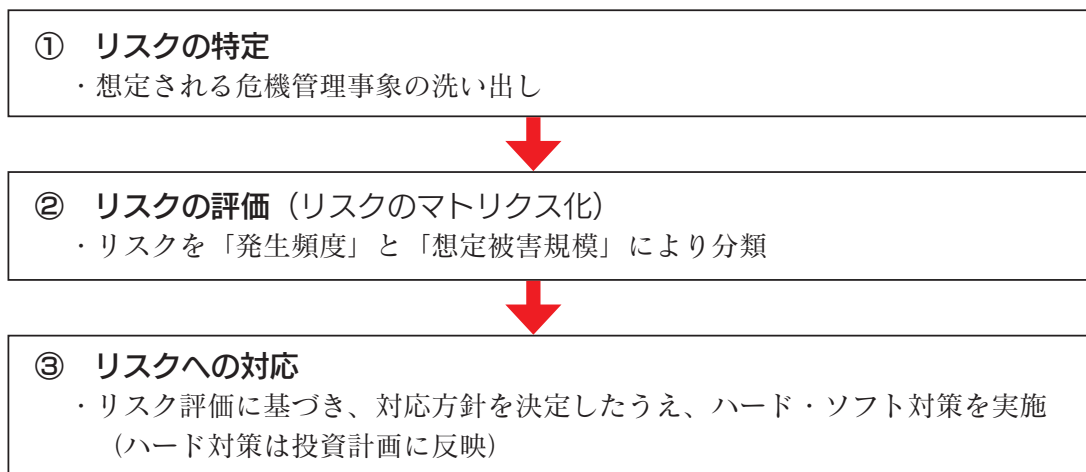 ① リスクの特定
・想定される危機管理事象の洗い出し
② リスクの評価（リスクのマトリクス化）
・リスクを「発生頻度」と「想定被害規模」により分類
③ リスクへの対応
・リスク評価に基づき、対応方針を決定したうえ、ハード・ソフト対策を実施
（ハード対策は投資計画に反映）